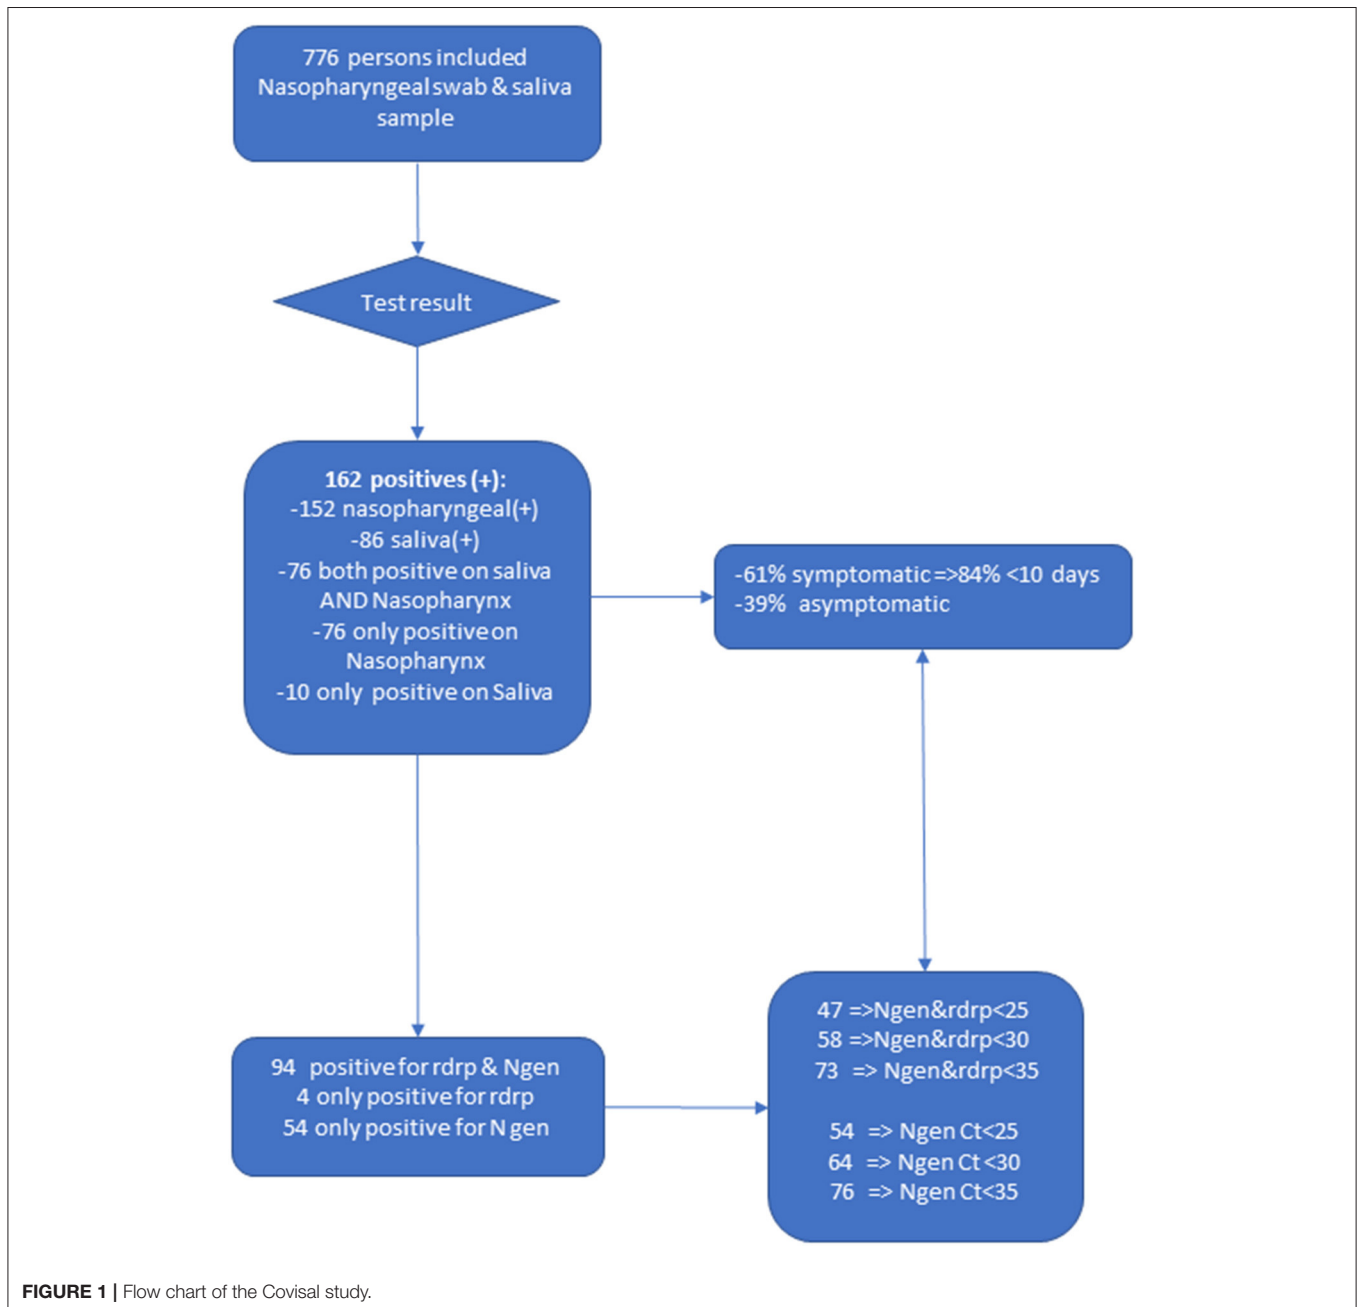 776 persons included
Nasopharyngeal swab & saliva
sample
Test result
162 positives (+):
-152 nasopharyngeal(+)
-86 saliva(+)
-76 both positive on saliva
AND Nasopharynx
-76 only positive on
Nasopharynx
-10 only positive on Saliva
-61% symptomatic=>84% <10 days
-39% asymptomatic
94 positive for rdrp & Ngen
4 only positive for rdrp
54 only positive for N gen
47 =>Ngen&rdrp<25
58 =>Ngen&rdrp<30
73 => Ngen&rdrp<35
54 => Ngen Ct<25
64 => Ngen Ct <30
76 => Ngen Ct<35
FIGURE 1 | Flow chart of the Covisal study.